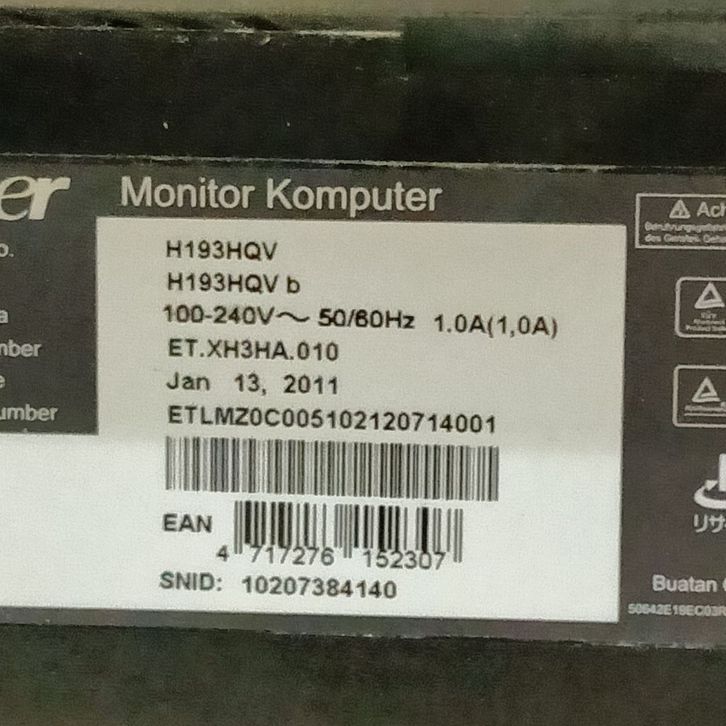 er Monitor Komputer
o. H193HQV
H193HQV b
a 100-240V～ 50/60Hz 1.0A(1,0A)
mber ET.XH3HA.010
e Jan 13, 2011
umber ETLMZ0C005102120714001
EAN
4 717276 152307
SNID: 10207384140
Ach
リサ
Buatan
50642E19EC03R